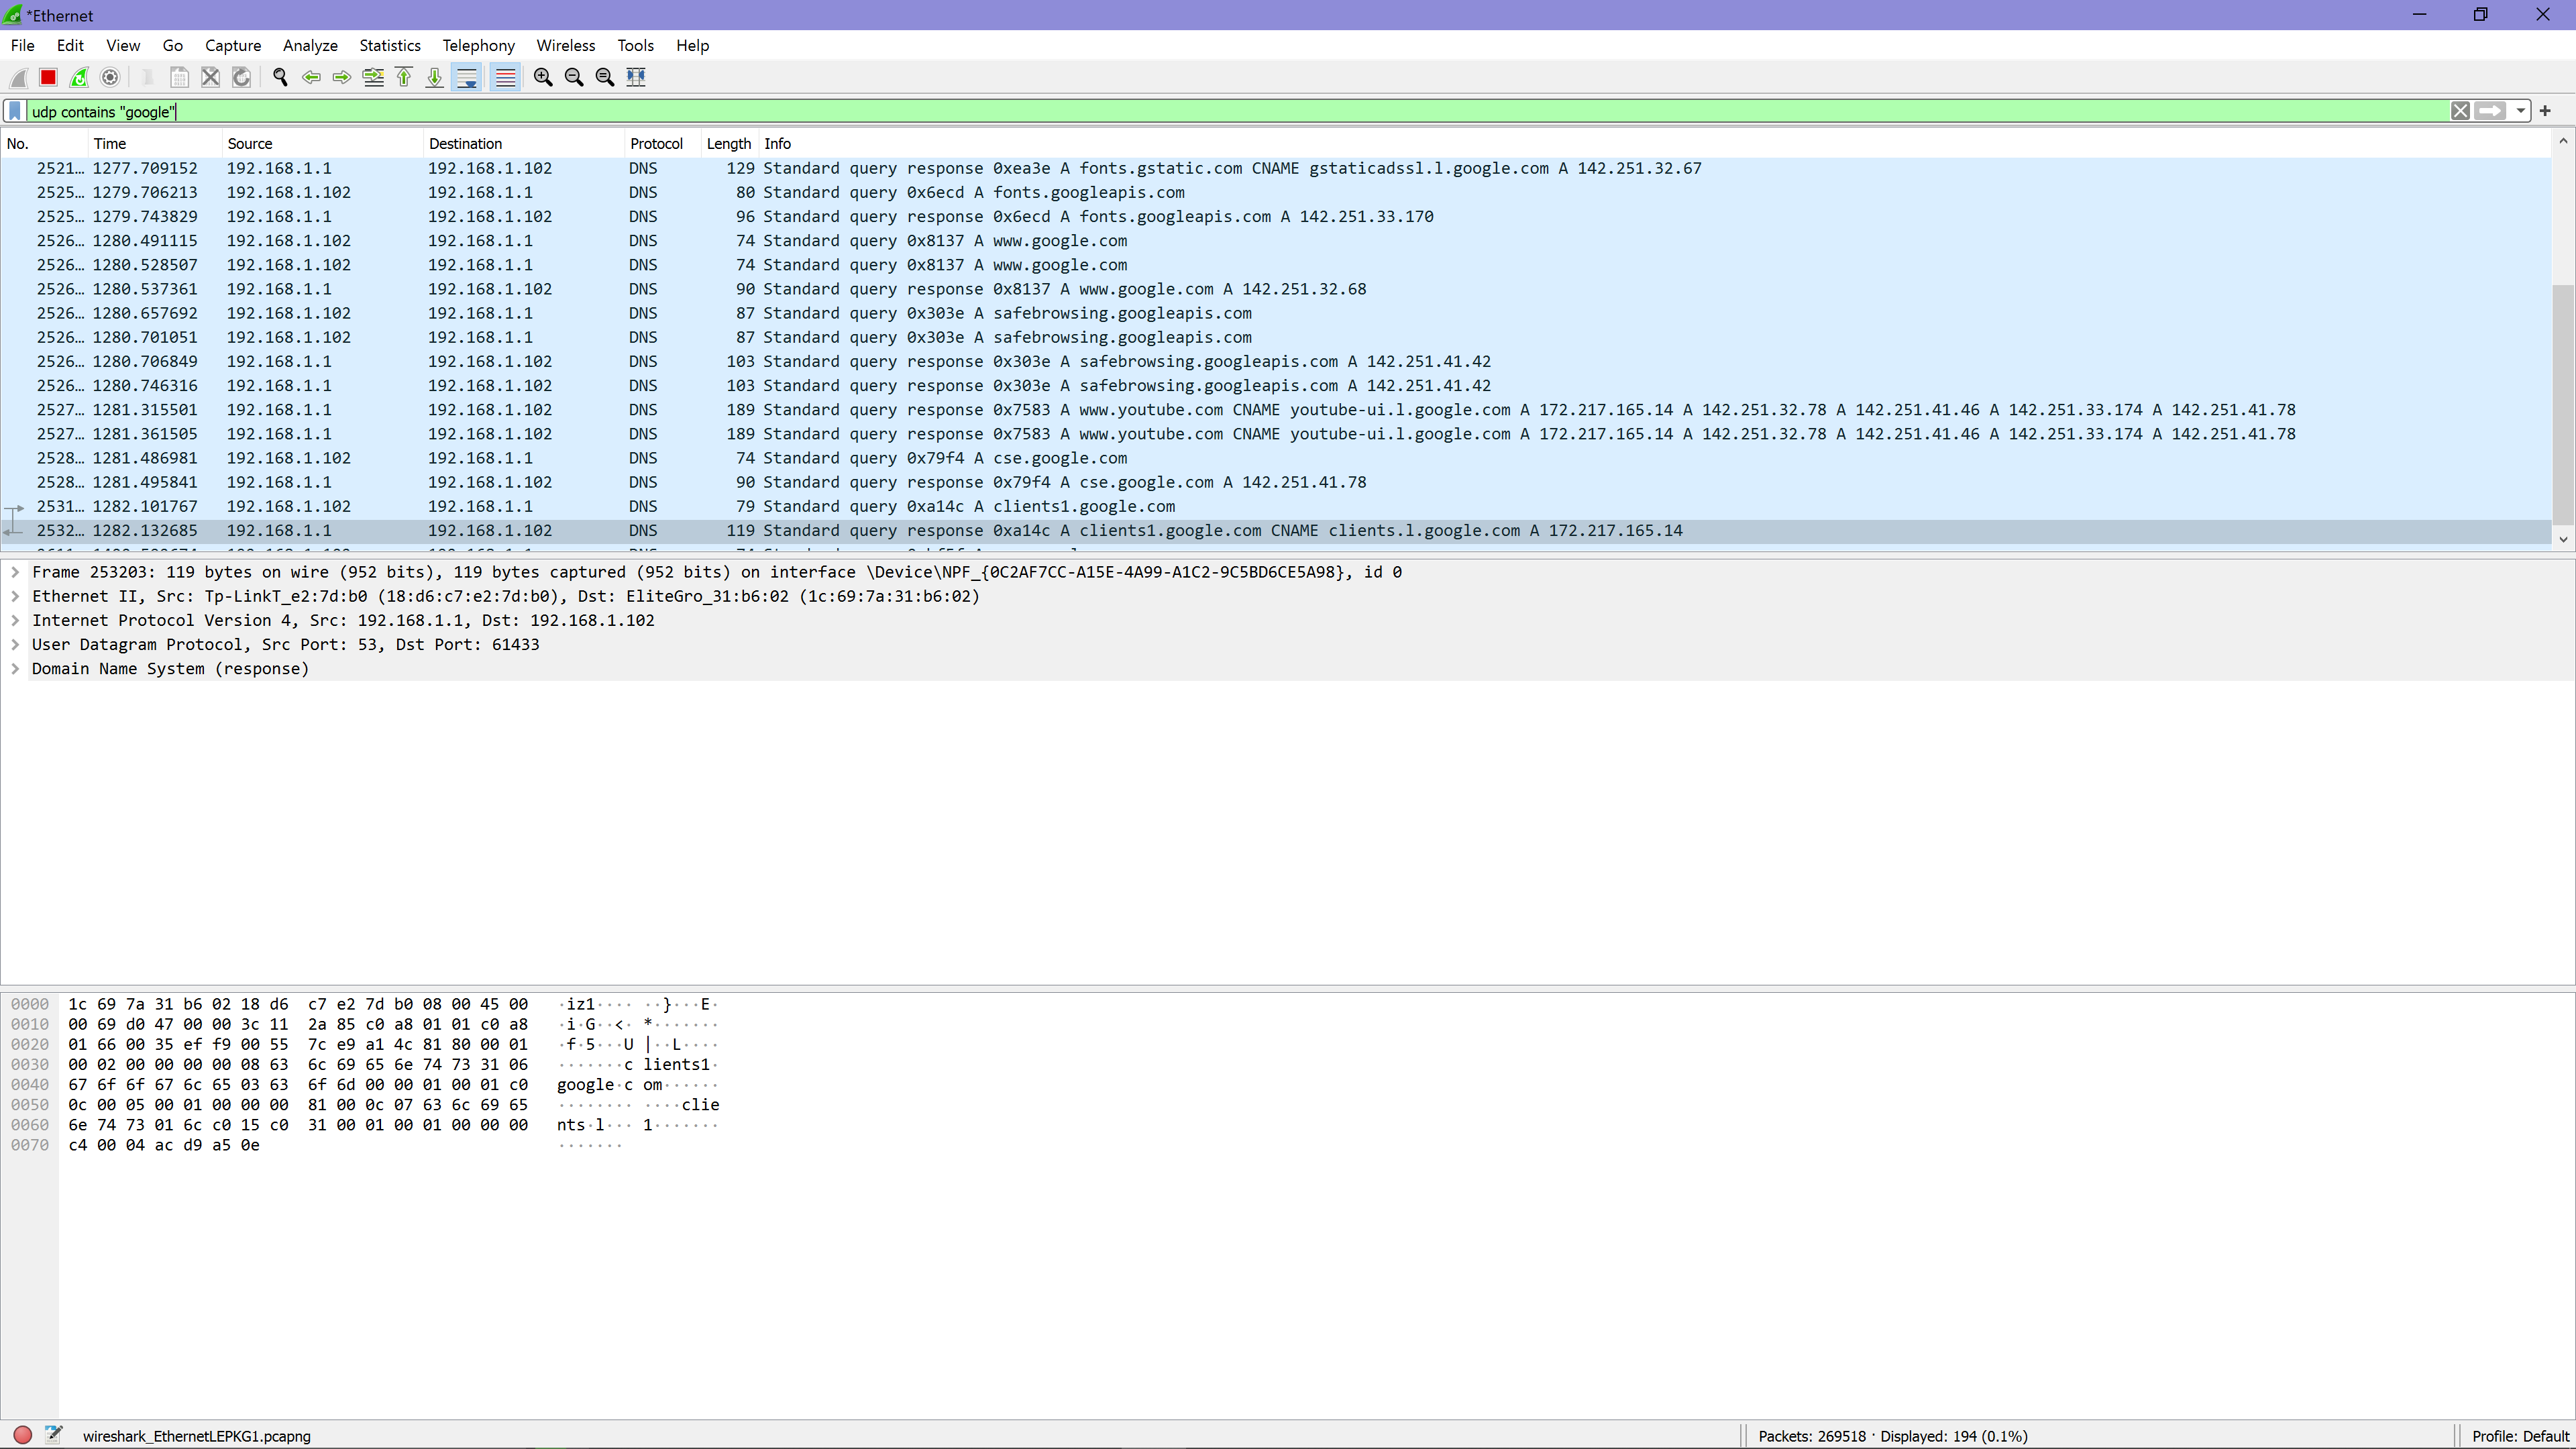 *Ethernet
File Edit View Go Capture Analyze Statistics Telephony Wireless Tools Help
udp contains "google"
No. Time Source Destination Protocol Length Info
2521… 1277.709152 192.168.1.1 192.168.1.102 DNS 129 Standard query response 0xea3e A fonts.gstatic.com CNAME gstaticadssl.l.google.com A 142.251.32.67
2525… 1279.706213 192.168.1.102 192.168.1.1 DNS 80 Standard query 0x6ecd A fonts.googleapis.com
2525… 1279.743829 192.168.1.1 192.168.1.102 DNS 96 Standard query response 0x6ecd A fonts.googleapis.com A 142.251.33.170
2526… 1280.491115 192.168.1.102 192.168.1.1 DNS 74 Standard query 0x8137 A www.google.com
2526… 1280.528507 192.168.1.102 192.168.1.1 DNS 74 Standard query 0x8137 A www.google.com
2526… 1280.537361 192.168.1.1 192.168.1.102 DNS 90 Standard query response 0x8137 A www.google.com A 142.251.32.68
2526… 1280.657692 192.168.1.102 192.168.1.1 DNS 87 Standard query 0x303e A safebrowsing.googleapis.com
2526… 1280.701051 192.168.1.102 192.168.1.1 DNS 87 Standard query 0x303e A safebrowsing.googleapis.com
2526… 1280.706849 192.168.1.1 192.168.1.102 DNS 103 Standard query response 0x303e A safebrowsing.googleapis.com A 142.251.41.42
2526… 1280.746316 192.168.1.1 192.168.1.102 DNS 103 Standard query response 0x303e A safebrowsing.googleapis.com A 142.251.41.42
2527… 1281.315501 192.168.1.1 192.168.1.102 DNS 189 Standard query response 0x7583 A www.youtube.com CNAME youtube-ui.l.google.com A 172.217.165.14 A 142.251.32.78 A 142.251.41.46 A 142.251.33.174 A 142.251.41.78
2527… 1281.361505 192.168.1.1 192.168.1.102 DNS 189 Standard query response 0x7583 A www.youtube.com CNAME youtube-ui.l.google.com A 172.217.165.14 A 142.251.32.78 A 142.251.41.46 A 142.251.33.174 A 142.251.41.78
2528… 1281.486981 192.168.1.102 192.168.1.1 DNS 74 Standard query 0x79f4 A cse.google.com
2528… 1281.495841 192.168.1.1 192.168.1.102 DNS 90 Standard query response 0x79f4 A cse.google.com A 142.251.41.78
2531… 1282.101767 192.168.1.102 192.168.1.1 DNS 79 Standard query 0xa14c A clients1.google.com
2532… 1282.132685 192.168.1.1 192.168.1.102 DNS 119 Standard query response 0xa14c A clients1.google.com CNAME clients.l.google.com A 172.217.165.14
Frame 253203: 119 bytes on wire (952 bits), 119 bytes captured (952 bits) on interface \Device\NPF_{0C2AF7CC-A15E-4A99-A1C2-9C5BD6CE5A98}, id 0
Ethernet II, Src: Tp-LinkT_e2:7d:b0 (18:d6:c7:e2:7d:b0), Dst: EliteGro_31:b6:02 (1c:69:7a:31:b6:02)
Internet Protocol Version 4, Src: 192.168.1.1, Dst: 192.168.1.102
User Datagram Protocol, Src Port: 53, Dst Port: 61433
Domain Name System (response)
0000 1c 69 7a 31 b6 02 18 d6 c7 e2 7d b0 08 00 45 00 ·iz1···· ··}···E·
0010 00 69 d0 47 00 00 3c 11 2a 85 c0 a8 01 01 c0 a8 ·i·G··<· *·······
0020 01 66 00 35 ef f9 00 55 7c e9 a1 4c 81 80 00 01 ·f·5···U |··L····
0030 00 02 00 00 00 00 08 63 6c 69 65 6e 74 73 31 06 ·······c lients1·
0040 67 6f 6f 67 6c 65 03 63 6f 6d 00 00 01 00 01 c0 google·c om······
0050 0c 00 05 00 01 00 00 00 81 00 0c 07 63 6c 69 65 ········ ····clie
0060 6e 74 73 01 6c c0 15 c0 31 00 01 00 01 00 00 00 nts·l··· 1·······
0070 c4 00 04 ac d9 a5 0e ·······
wireshark_EthernetLEPKG1.pcapng Packets: 269518 · Displayed: 194 (0.1%) Profile: Default